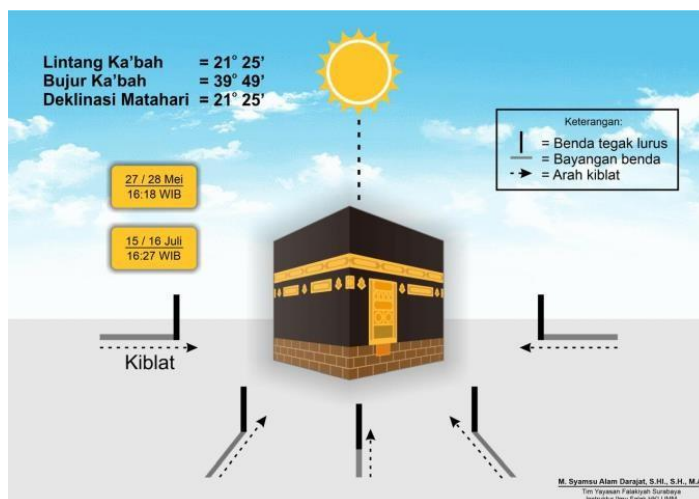 Lintang Ka'bah = 21° 25'
Bujur Ka'bah = 39° 49'
Deklinasi Matahari = 21° 25'
Keterangan:
= Benda tegak lurus
= Bayangan benda
= Arah kiblat
27 / 28 Mei
16:18 WIB
15 / 16 Juli
16:27 WIB
Kiblat
M. Syamsu Alam Darajat, S.HI., S.H., M.
Tim Yayasan Falakiyah Surabaya